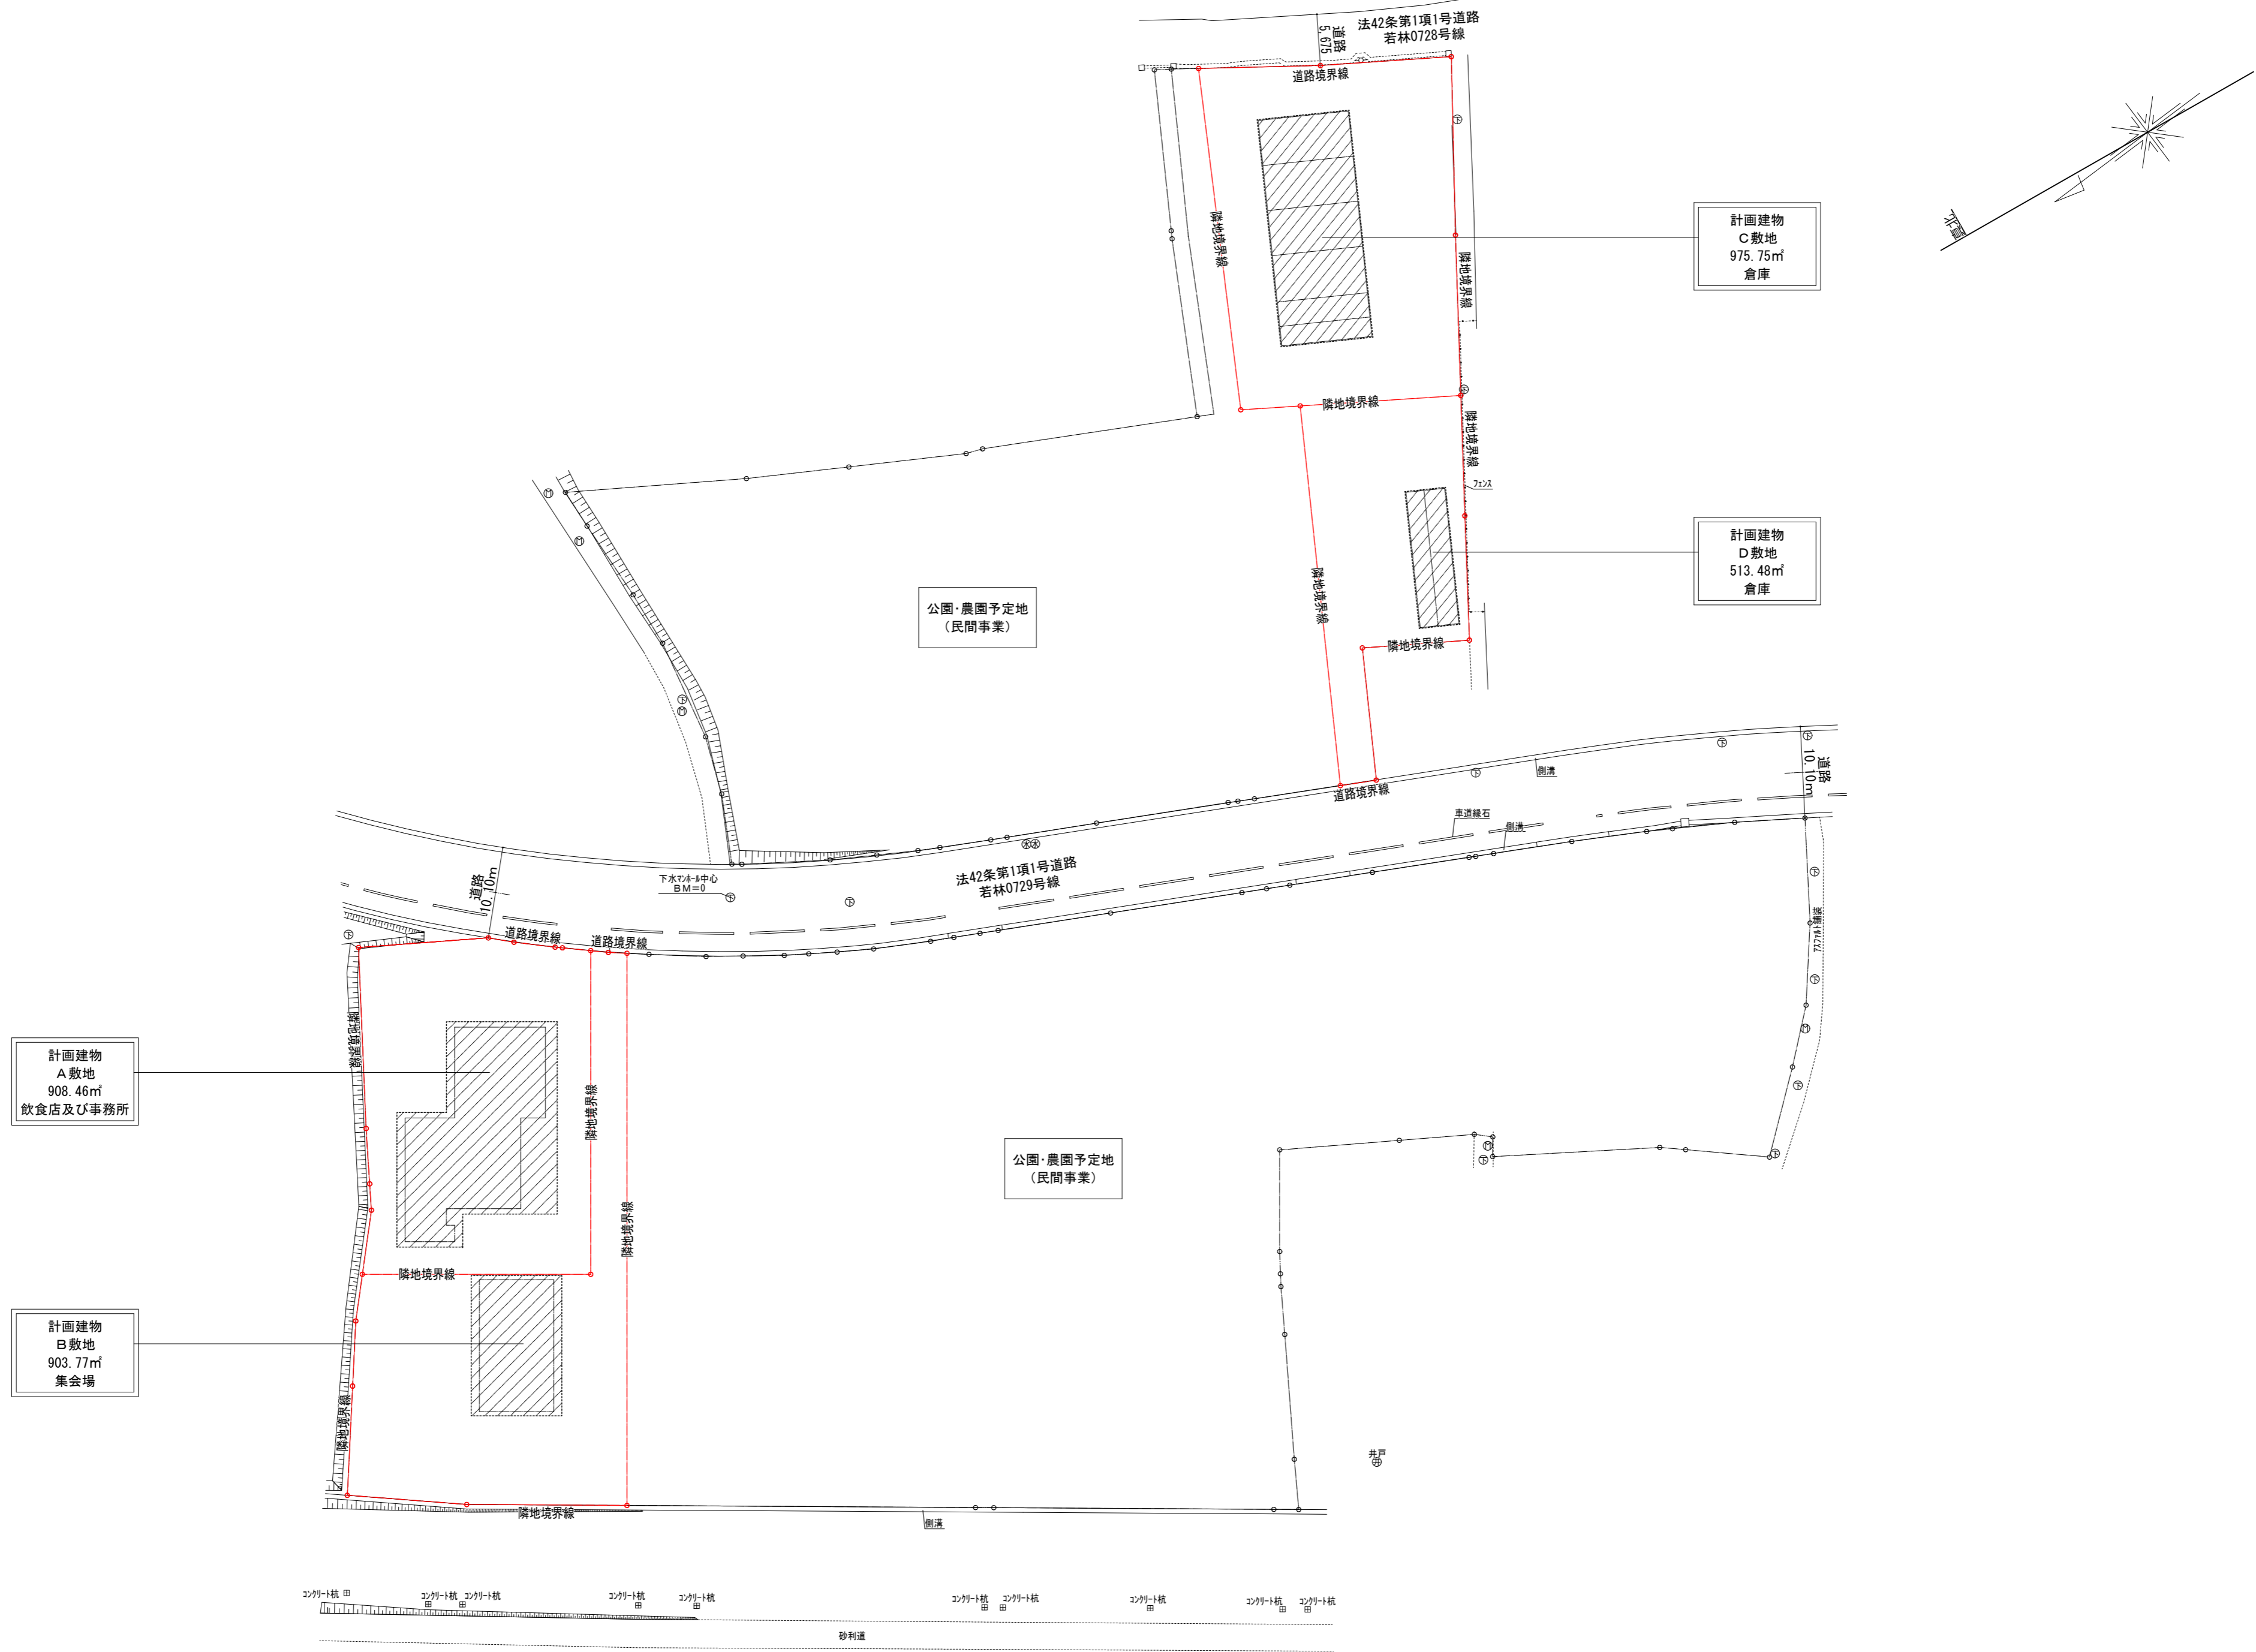 法42条第1項1号道路
若林0728号線
道路
5,675
道路境界線
真北
隣地境界線
計画建物
C敷地
975.75㎡
倉庫
隣地境界線
隣地境界線
隣地境界線
フェンス
計画建物
D敷地
513.48㎡
倉庫
隣地境界線
公園・農園予定地
(民間事業)
隣地境界線
道路
10.10m
側溝
道路境界線
車道縁石
側溝
法42条第1項1号道路
若林0729号線
下水マンホール中心
BM=0
道路
10.10m
道路境界線
道路境界線
アスファルト舗装
隣地境界線
計画建物
A敷地
908.46㎡
飲食店及び事務所
隣地境界線
公園・農園予定地
(民間事業)
隣地境界線
隣地境界線
計画建物
B敷地
903.77㎡
集会場
隣地境界線
井戸
隣地境界線
側溝
コンクリート杭
コンクリート杭
コンクリート杭
コンクリート杭
コンクリート杭
コンクリート杭
コンクリート杭
コンクリート杭
コンクリート杭
コンクリート杭
砂利道